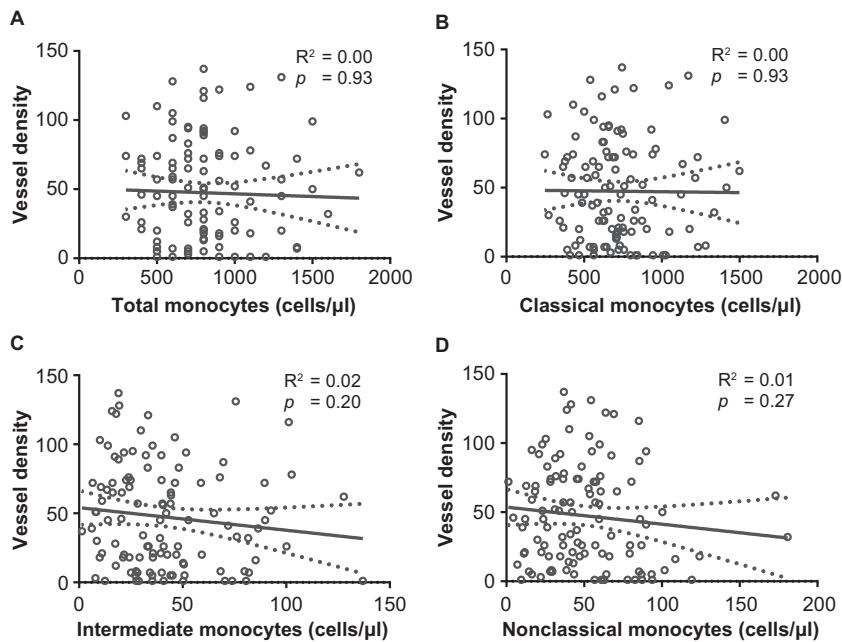 A
R² = 0.00
p = 0.93
Vessel density
150
100
50
0
0 500 1000 1500 2000
Total monocytes (cells/µl)
B
R² = 0.00
p = 0.93
Vessel density
150
100
50
0
0 500 1000 1500 2000
Classical monocytes (cells/µl)
C
R² = 0.02
p = 0.20
Vessel density
150
100
50
0
0 50 100 150
Intermediate monocytes (cells/µl)
D
R² = 0.01
p = 0.27
Vessel density
150
100
50
0
0 50 100 150 200
Nonclassical monocytes (cells/µl)